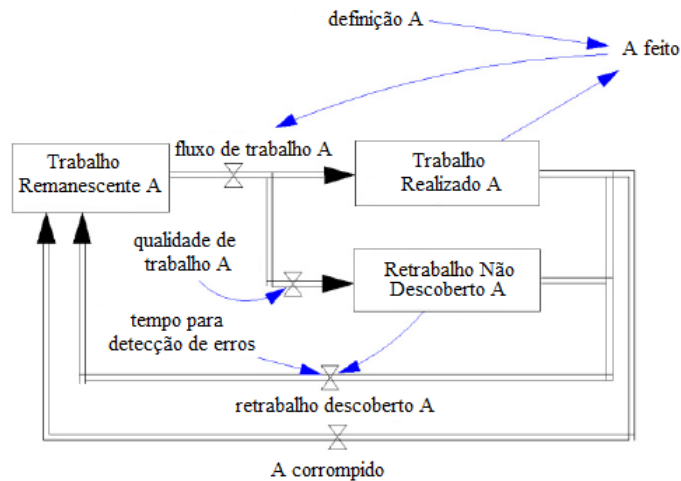 definição A
A feito
fluxo de trabalho A
Trabalho
Remanescente A
Trabalho
Realizado A
qualidade de
trabalho A
Retrabalho Não
Descoberto A
tempo para
detecção de erros
retrabalho descoberto A
A corrompido